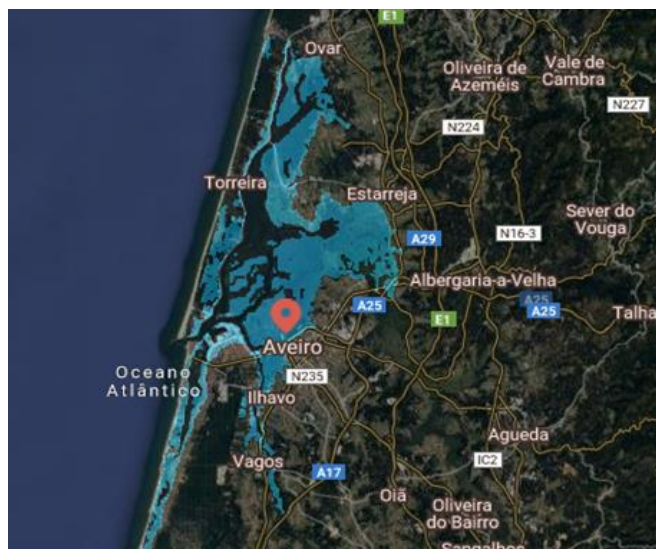 E1
Ovar
Oliveira de
Azeméis
Vale de
Cambra
N227
N224
Torreira
Estarreja
Sever do
Vouga
N16-3
A29
Albergaria-a-Velha
A25
A25
A25
Talha
E1
Aveiro
Oceano
Atlântico
N235
Ilhavo
Agueda
Vagos
IC2
A17
Oiã
Oliveira
do Bairro
Sangalhos